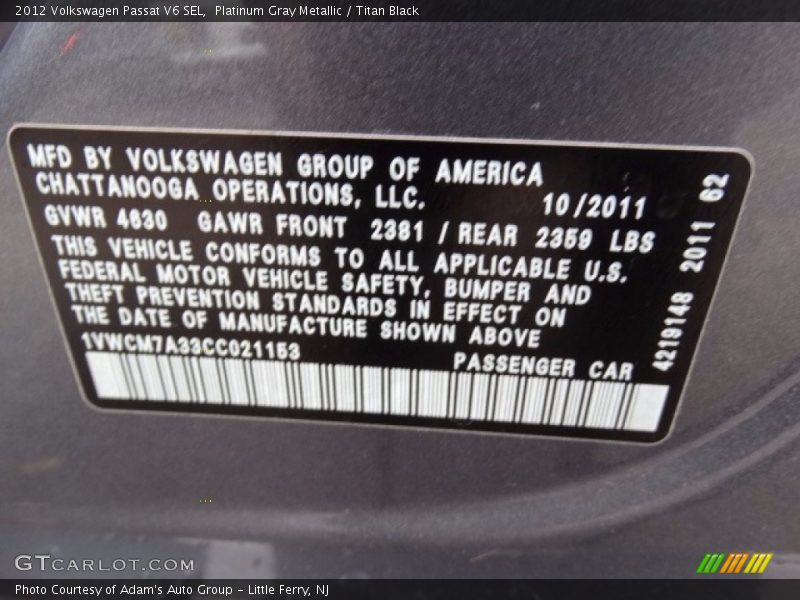 2012 Volkswagen Passat V6 SEL,  Platinum Gray Metallic / Titan Black
MFD BY VOLKSWAGEN GROUP OF AMERICA
CHATTANOOGA OPERATIONS, LLC.
10/2011
GVWR 4630 GAWR FRONT 2381 / REAR 2359 LBS
THIS VEHICLE CONFORMS TO ALL APPLICABLE U.S.
FEDERAL MOTOR VEHICLE SAFETY, BUMPER AND
THEFT PREVENTION STANDARDS IN EFFECT ON
THE DATE OF MANUFACTURE SHOWN ABOVE
1VWCM7A33CC021153
PASSENGER CAR
4219148 2011 62
GTCARLOT.COM
Photo Courtesy of Adam's Auto Group - Little Ferry, NJ